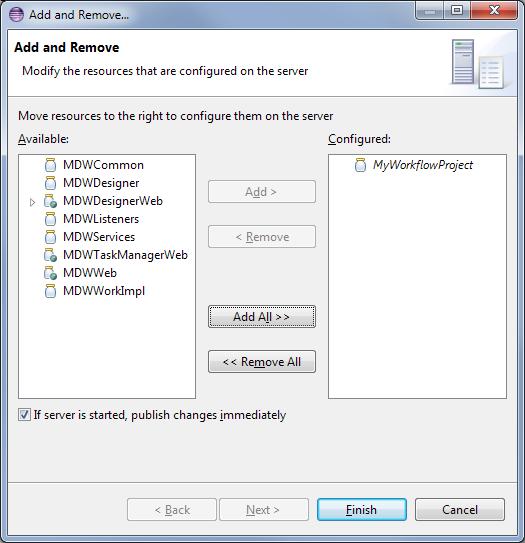 Add and Remove...
Add and Remove
Modify the resources that are configured on the server
Move resources to the right to configure them on the server
Available:
Configured:
MDWCommon
MDWDesigner
MDWDesignerWeb
MDWListeners
MDWServices
MDWTaskManagerWeb
MDWWeb
MDWWorkImpl
Add >
< Remove
Add All >>
<< Remove All
MyWorkflowProject
If server is started, publish changes immediately
< Back
Next >
Finish
Cancel